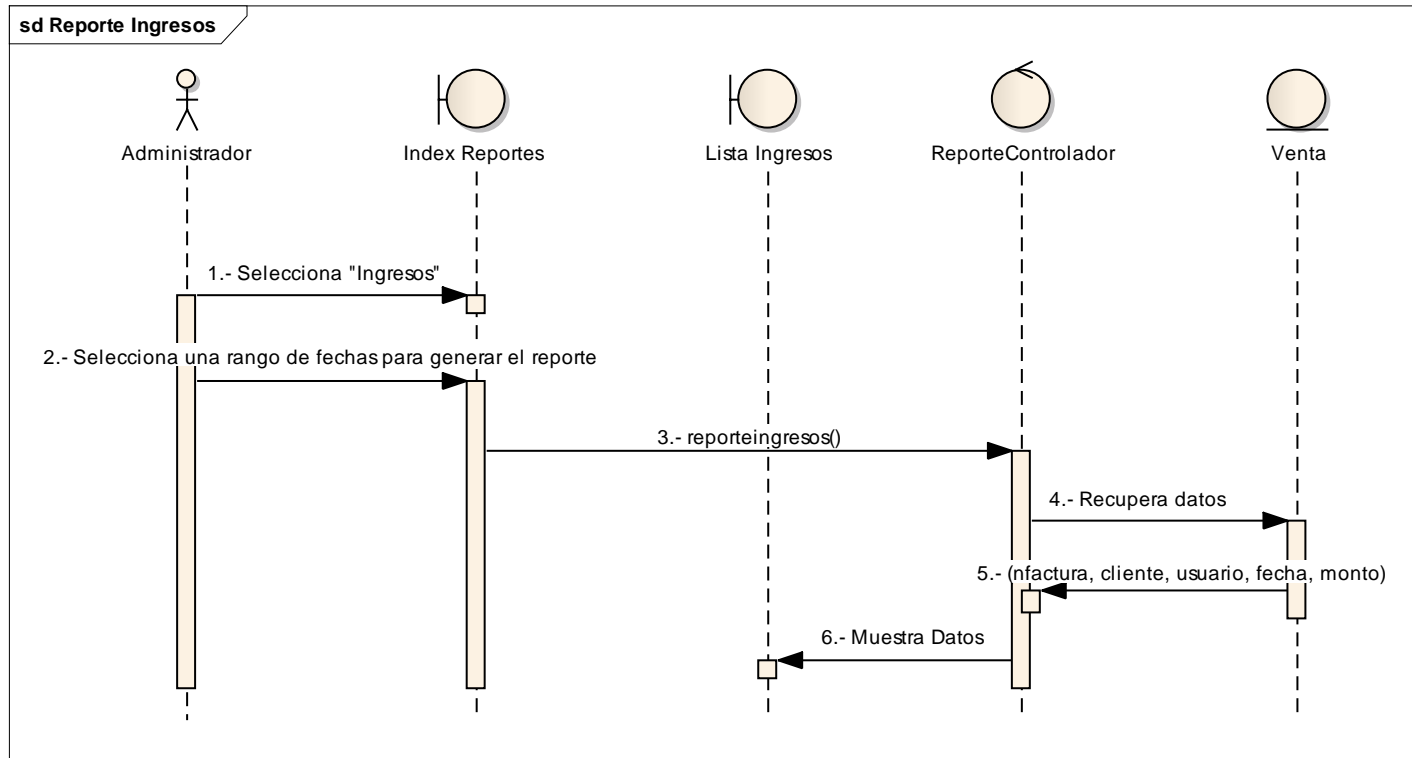 sd Reporte Ingresos
Administrador
Index Reportes
Lista Ingresos
ReporteControlador
Venta
1.- Selecciona "Ingresos"
2.- Selecciona una rango de fechas para generar el reporte
3.- reporteingresos()
4.- Recupera datos
5.- (nfactura, cliente, usuario, fecha, monto)
6.- Muestra Datos